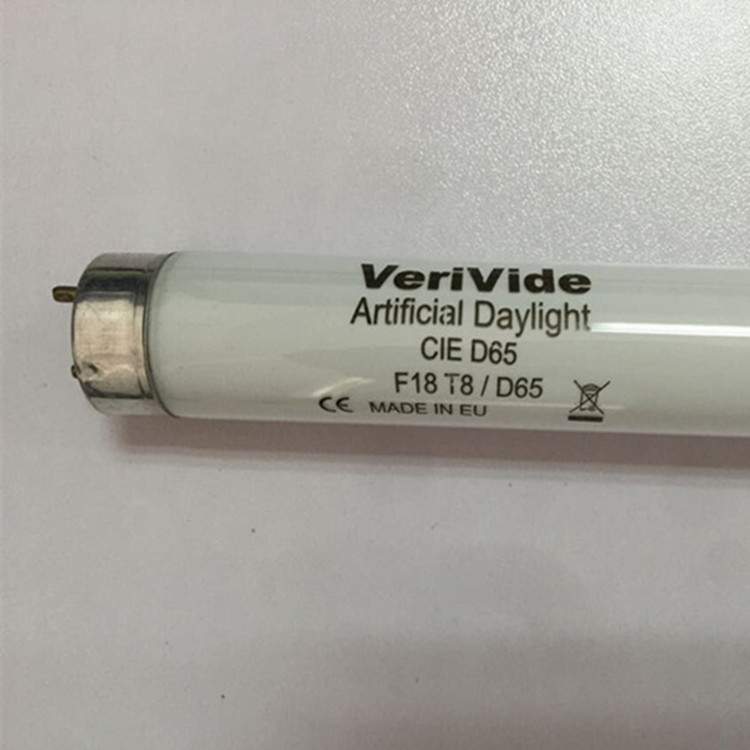 VeriVide
Artificial Daylight
CIE D65
F18 T8 / D65
CE MADE IN EU